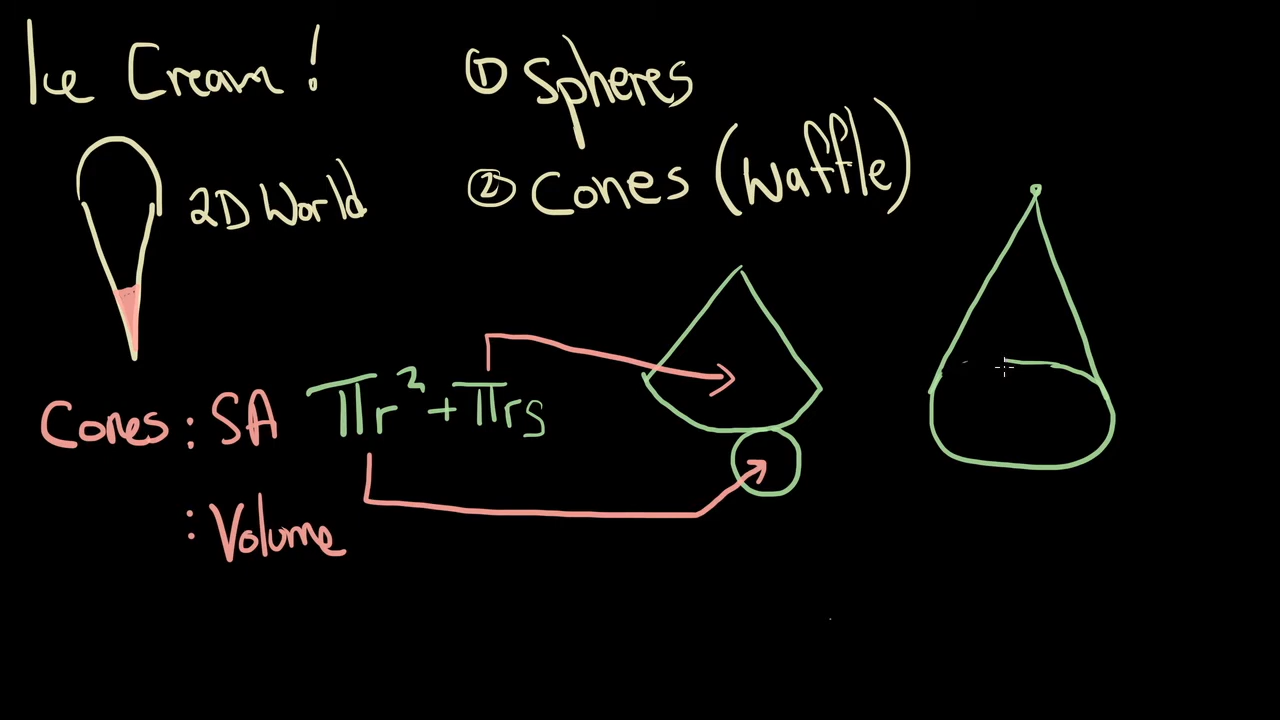 Ice Cream!
① Spheres
2D World
② Cones (Waffle)
Cones: SA πr² + πrs
: Volume